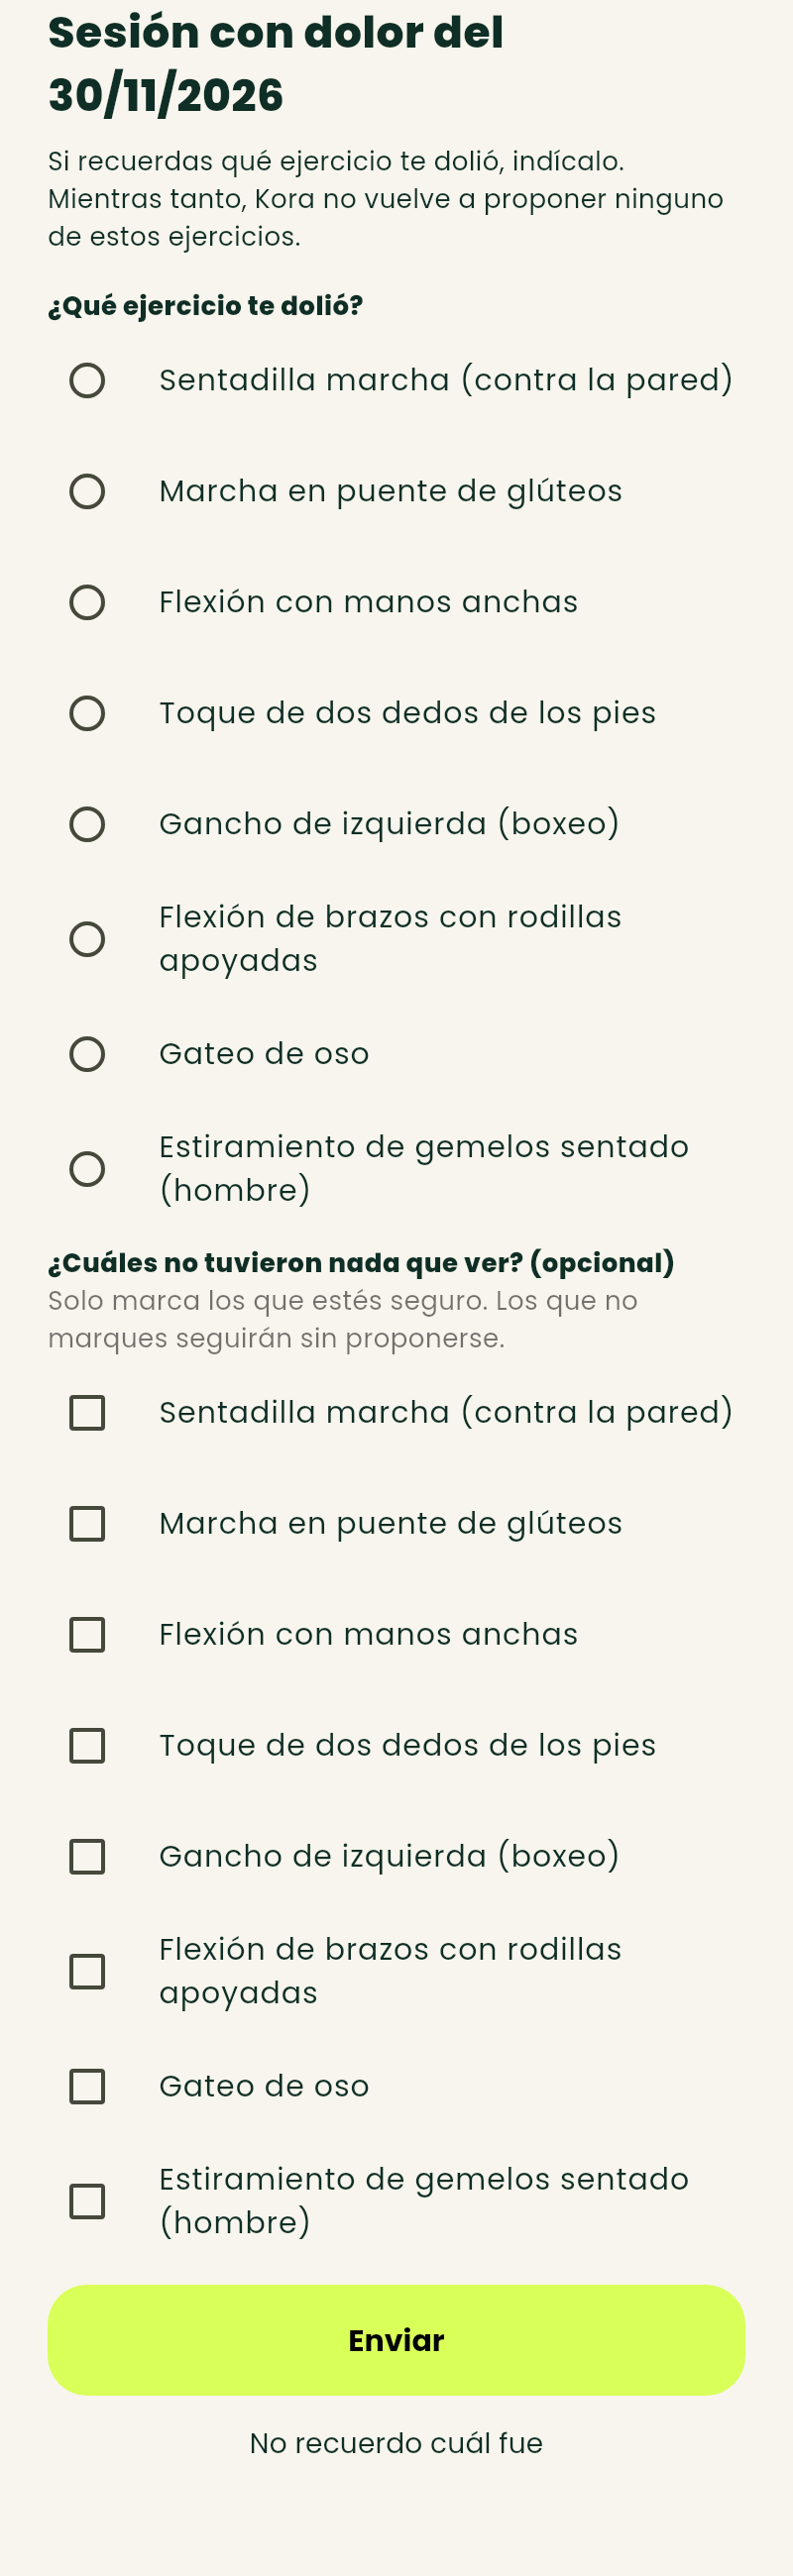 Sesión con dolor del
30/11/2026
Si recuerdas qué ejercicio te dolió, indícalo.
Mientras tanto, Kora no vuelve a proponer ninguno
de estos ejercicios.
¿Qué ejercicio te dolió?
Sentadilla marcha (contra la pared)
Marcha en puente de glúteos
Flexión con manos anchas
Toque de dos dedos de los pies
Gancho de izquierda (boxeo)
Flexión de brazos con rodillas
apoyadas
Gateo de oso
Estiramiento de gemelos sentado
(hombre)
¿Cuáles no tuvieron nada que ver? (opcional)
Solo marca los que estés seguro. Los que no
marques seguirán sin proponerse.
Sentadilla marcha (contra la pared)
Marcha en puente de glúteos
Flexión con manos anchas
Toque de dos dedos de los pies
Gancho de izquierda (boxeo)
Flexión de brazos con rodillas
apoyadas
Gateo de oso
Estiramiento de gemelos sentado
(hombre)
Enviar
No recuerdo cuál fue